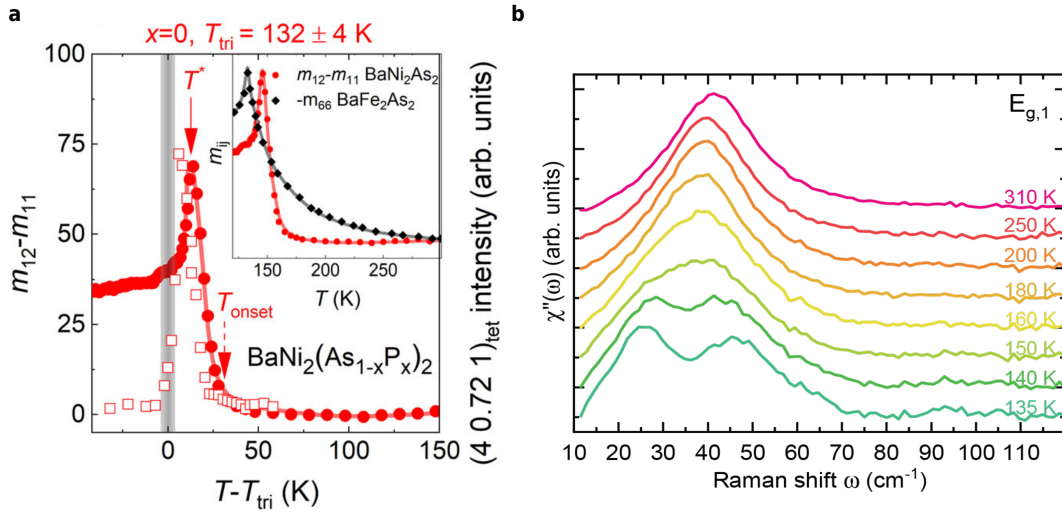 a
x=0, T_tri = 132 ± 4 K
100
75
50
25
0
m₁₂-m₁₁
T*
T_onset
BaNi₂(As₁₋ₓPₓ)₂
0
50
100
150
T-T_tri (K)
m₁₂-m₁₁ BaNi₂As₂
-m₆₆ BaFe₂As₂
m_ij
150
200
250
T (K)
(4 0.72 1)_tet intensity (arb. units)
b
E_g,1
χ''(ω) (arb. units)
310 K
250 K
200 K
180 K
160 K
150 K
140 K
135 K
10 20 30 40 50 60 70 80 90 100 110
Raman shift ω (cm⁻¹)